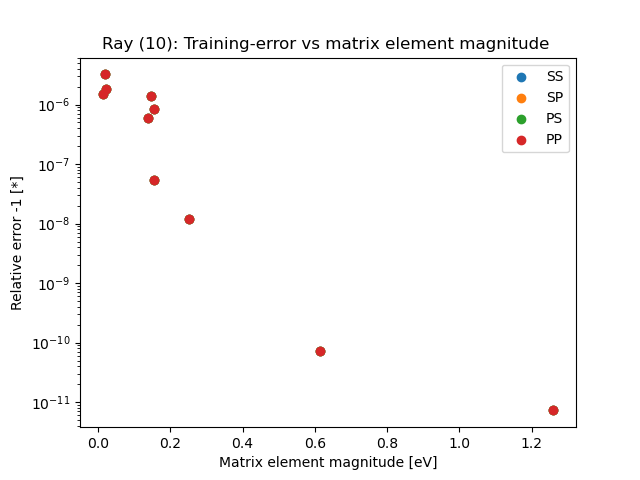 Ray (10): Training-error vs matrix element magnitude
SS
SP
PS
PP
10⁻⁶
10⁻⁷
10⁻⁸
10⁻⁹
10⁻¹⁰
10⁻¹¹
Relative error -1 [*]
0.0 0.2 0.4 0.6 0.8 1.0 1.2
Matrix element magnitude [eV]